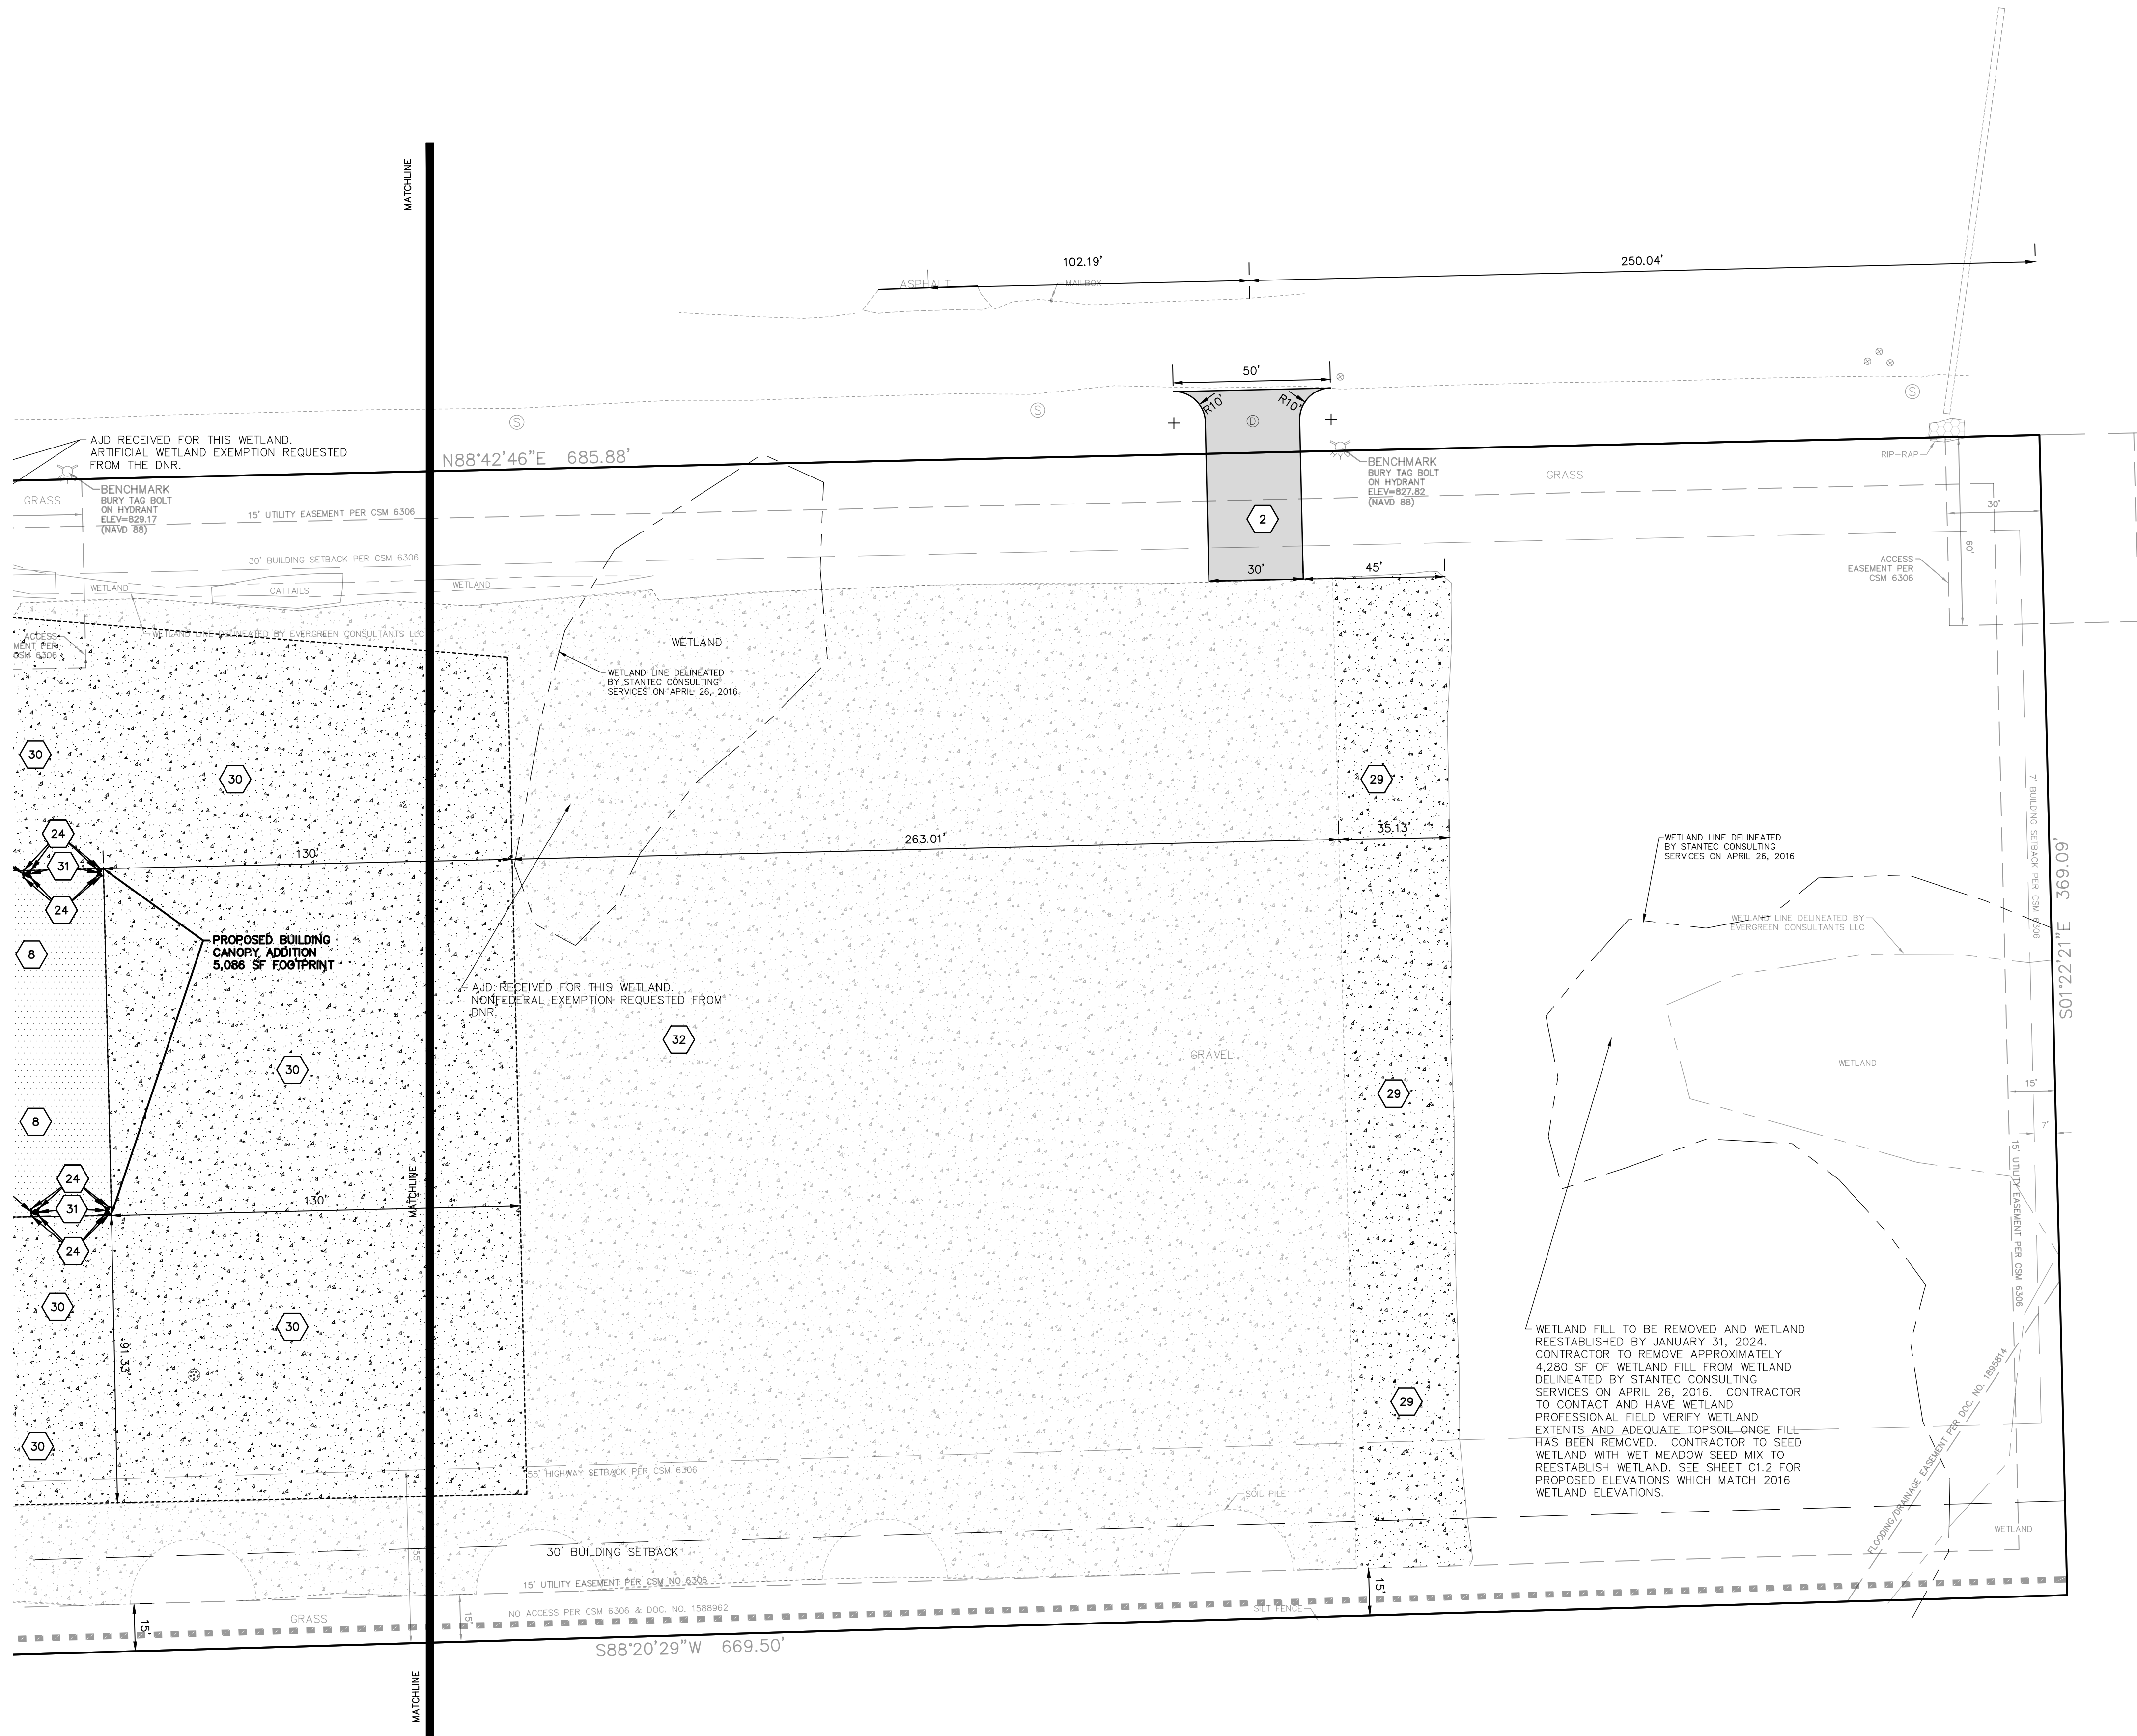 MATCHLINE
102.19'
250.04'
ASPHALT
MAILBOX
50'
R10'
R10'
D
S
S
S
AJD RECEIVED FOR THIS WETLAND.
ARTIFICIAL WETLAND EXEMPTION REQUESTED
FROM THE DNR.
N88°42'46"E 685.88'
BENCHMARK
BURY TAG BOLT
ON HYDRANT
ELEV=829.17
(NAVD 88)
GRASS
BENCHMARK
BURY TAG BOLT
ON HYDRANT
ELEV=827.82
(NAVD 88)
GRASS
RIP-RAP
15' UTILITY EASEMENT PER CSM 6306
2
30'
60'
30' BUILDING SETBACK PER CSM 6306
ACCESS
EASEMENT PER
CSM 6306
30'
45'
WETLAND
CATTAILS
WETLAND
WETLAND LINE DELINEATED BY EVERGREEN CONSULTANTS LLC
ACCESS
MENT PER
CSM 6306
WETLAND
WETLAND LINE DELINEATED
BY STANTEC CONSULTING
SERVICES ON APRIL 26, 2016
30
30
29
24
31
24
130'
263.01'
35.13'
WETLAND LINE DELINEATED
BY STANTEC CONSULTING
SERVICES ON APRIL 26, 2016
7' BUILDING SETBACK PER CSM 6306
S01°22'21"E 369.09'
WETLAND LINE DELINEATED BY
EVERGREEN CONSULTANTS LLC
PROPOSED BUILDING
CANOPY ADDITION
5,086 SF FOOTPRINT
8
AJD RECEIVED FOR THIS WETLAND.
NONFEDERAL EXEMPTION REQUESTED FROM
DNR.
32
GRAVEL
30
29
WETLAND
15'
7'
8
24
31
24
130'
MATCHLINE
15' UTILITY EASEMENT PER CSM 6306
30
30
91.33'
29
30
WETLAND FILL TO BE REMOVED AND WETLAND
REESTABLISHED BY JANUARY 31, 2024.
CONTRACTOR TO REMOVE APPROXIMATELY
4,280 SF OF WETLAND FILL FROM WETLAND
DELINEATED BY STANTEC CONSULTING
SERVICES ON APRIL 26, 2016. CONTRACTOR
TO CONTACT AND HAVE WETLAND
PROFESSIONAL FIELD VERIFY WETLAND
EXTENTS AND ADEQUATE TOPSOIL ONCE FILL
HAS BEEN REMOVED. CONTRACTOR TO SEED
WETLAND WITH WET MEADOW SEED MIX TO
REESTABLISH WETLAND. SEE SHEET C1.2 FOR
PROPOSED ELEVATIONS WHICH MATCH 2016
WETLAND ELEVATIONS.
FLOODING/DRAINAGE EASEMENT PER DOC. NO. 1895814
55' HIGHWAY SETBACK PER CSM 6306
SOIL PILE
WETLAND
55'
30' BUILDING SETBACK
15' UTILITY EASEMENT PER CSM NO 6306
15'
15'
15'
NO ACCESS PER CSM 6306 & DOC. NO. 1588962
SILT FENCE
GRASS
S88°20'29"W 669.50'
MATCHLINE